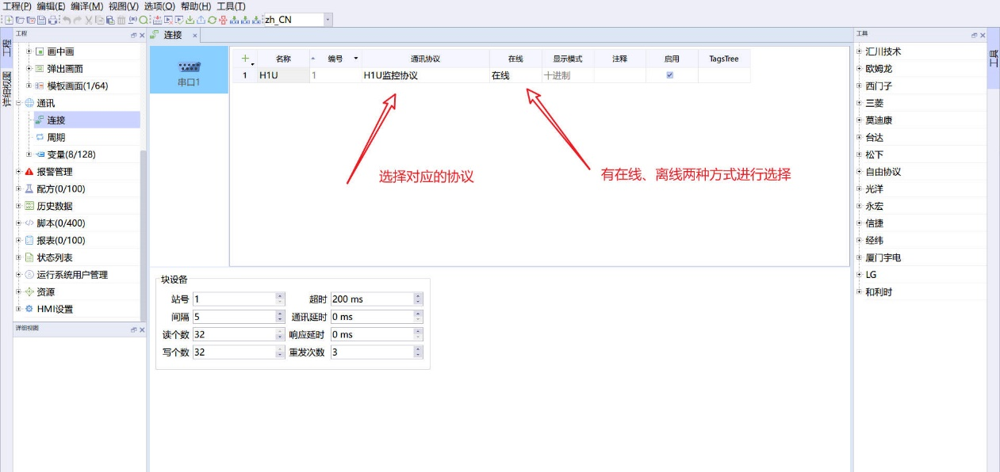 工程(P) 编辑(E) 编译(M) 视图(V) 选项(O) 帮助(H) 工具(T)
zh_CN
工程
工程
详细视图
画中画
弹出画面
模板画面(1/64)
通讯
连接
周期
变量(8/128)
报警管理
配方(0/100)
历史数据
脚本(0/400)
报表(0/100)
状态列表
运行系统用户管理
资源
HMI设置
详细视图
连接
串口1
名称 编号 通讯协议 在线 显示模式 注释 启用 TagsTree
1 H1U 1 H1U监控协议 在线 十进制
选择对应的协议
有在线、离线两种方式进行选择
块设备
站号 1 超时 200 ms
间隔 5 通讯延时 0 ms
读个数 32 响应延时 0 ms
写个数 32 重发次数 3
工具
工具
汇川技术
欧姆龙
西门子
三菱
莫迪康
台达
松下
自由协议
光洋
永宏
信捷
经纬
厦门宇电
LG
和利时